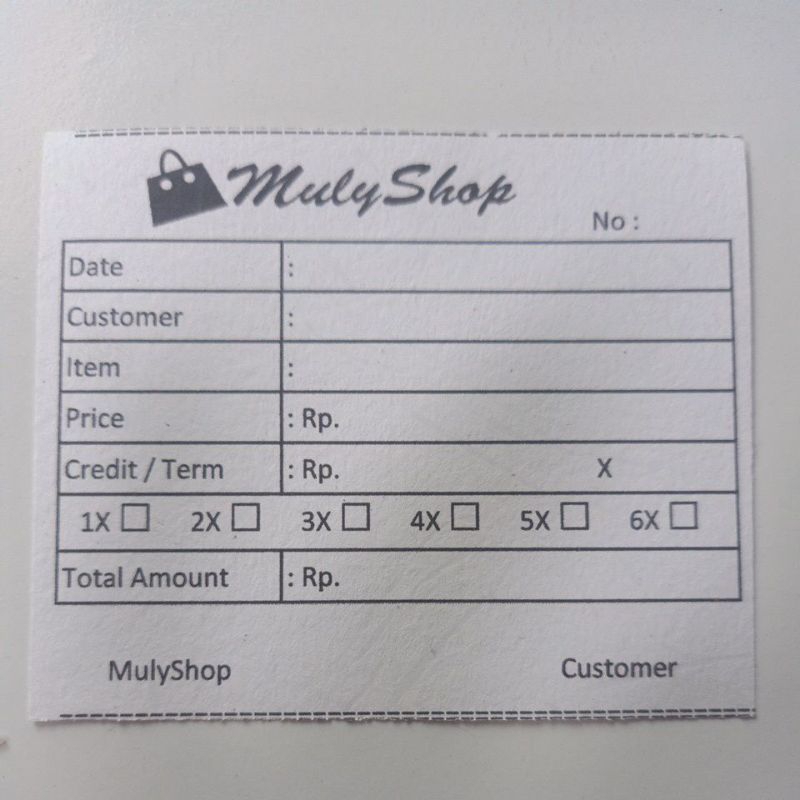 MulyShop
No :
Date :
Customer :
Item :
Price : Rp.
Credit / Term : Rp. X
1X ☐ 2X ☐ 3X ☐ 4X ☐ 5X ☐ 6X ☐
Total Amount : Rp.
MulyShop Customer